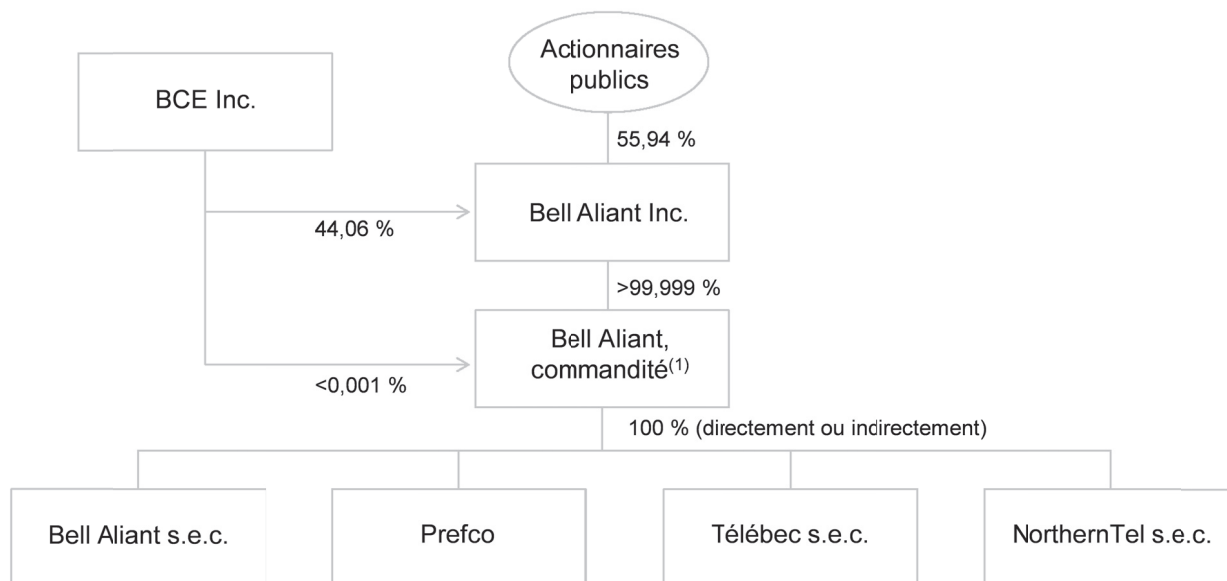 Actionnaires
publics
BCE Inc.
55,94 %
Bell Aliant Inc.
44,06 %
>99,999 %
Bell Aliant,
commandité(1)
<0,001 %
100 % (directement ou indirectement)
Bell Aliant s.e.c.
Prefco
Télébec s.e.c.
NorthernTel s.e.c.